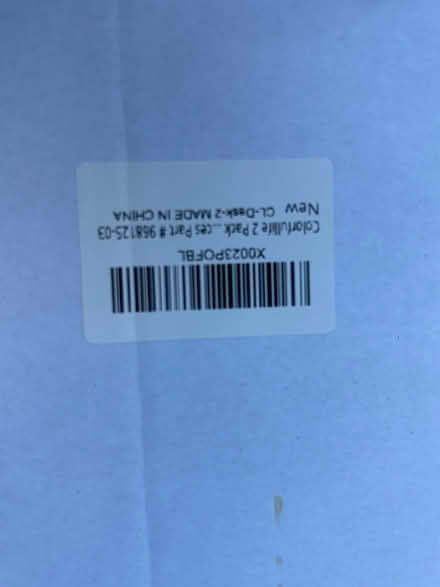 X0023POFBL
Colorfullife 2 Pack ...ces Part # 968125-03
New CL-Desk-2 MADE IN CHINA